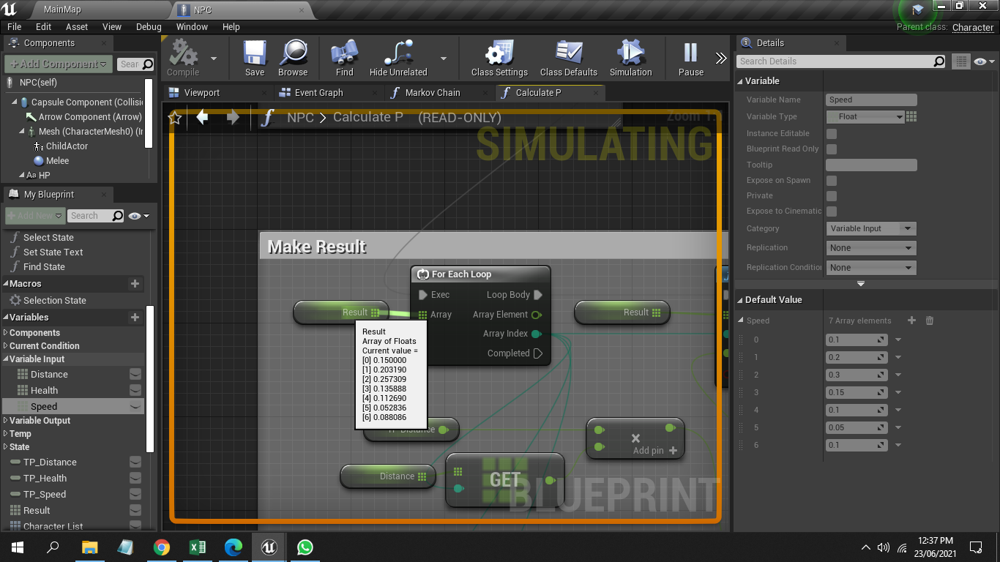 MainMap
NPC
File Edit Asset View Debug Window Help
Parent class: Character
Components
+ Add Component
Sear
NPC(self)
Capsule Component (Collisi
Arrow Component (Arrow)
Mesh (CharacterMesh0) (Ir
ChildActor
Melee
Aa HP
My Blueprint
+ Add New
Search
Select State
Set State Text
Find State
Macros
Selection State
Variables
Components
Current Condition
Variable Input
Distance
Health
Speed
Variable Output
Temp
State
TP_Distance
TP_Health
TP_Speed
Result
Character List
Compile
Save
Browse
Find
Hide Unrelated
Class Settings
Class Defaults
Simulation
Pause
Viewport
Event Graph
Markov Chain
Calculate P
NPC > Calculate P (READ-ONLY)
SIMULATING
Make Result
For Each Loop
Exec
Loop Body
Array
Array Element
Array Index
Completed
Result
Result
Result
Array of Floats
Current value =
[0] 0.150000
[1] 0.203190
[2] 0.257309
[3] 0.135888
[4] 0.112690
[5] 0.052836
[6] 0.088086
TP Distance
Distance
GET
×
Add pin +
BLUEPRINT
Details
Search Details
Variable
Variable Name
Speed
Variable Type
Float
Instance Editable
Blueprint Read Only
Tooltip
Expose on Spawn
Private
Expose to Cinematic
Category
Variable Input
Replication
None
Replication Condition
None
Default Value
Speed
7 Array elements
0 0.1
1 0.2
2 0.3
3 0.15
4 0.1
5 0.05
6 0.1
12:37 PM
23/06/2021